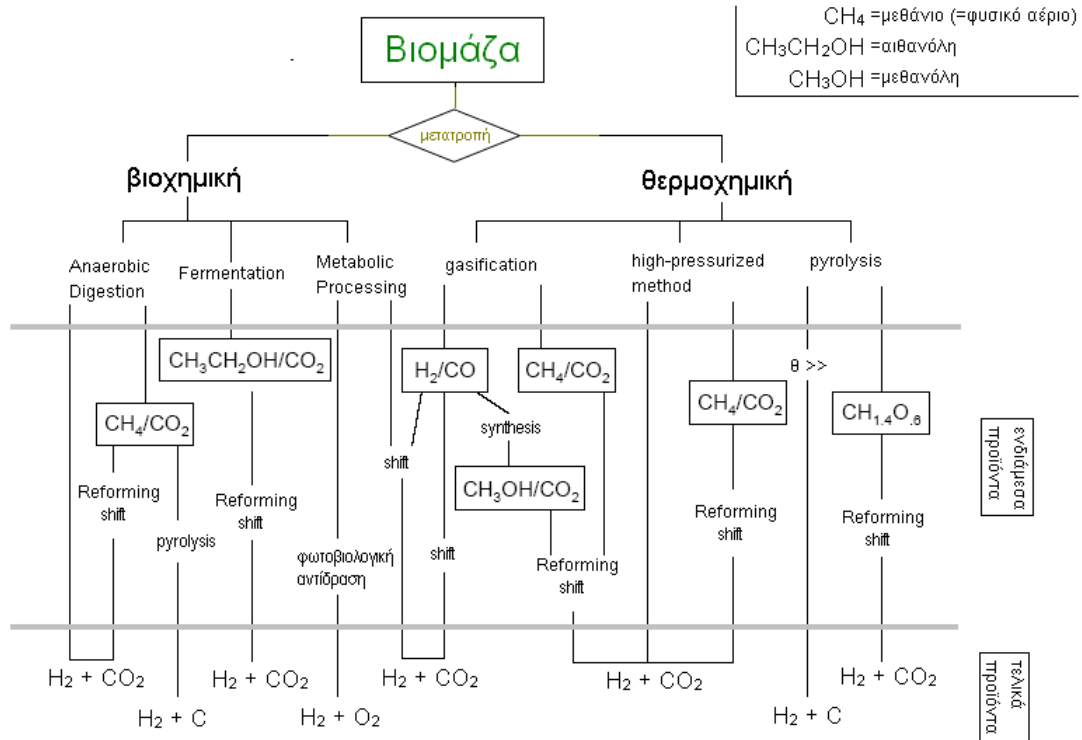 CH₄ =μεθάνιο (=φυσικό αέριο)
CH₃CH₂OH =αιθανόλη
CH₃OH =μεθανόλη
Βιομάζα
μετατροπή
βιοχημική
θερμοχημική
Anaerobic
Digestion
Fermentation
Metabolic
Processing
gasification
high-pressurized
method
pyrolysis
CH₃CH₂OH/CO₂
H₂/CO
CH₄/CO₂
θ >>
CH₄/CO₂
CH₁.₄O.₆
CH₄/CO₂
synthesis
shift
CH₃OH/CO₂
Reforming
shift
Reforming
shift
Reforming
shift
Reforming
shift
pyrolysis
φωτοβιολογική
αντίδραση
shift
Reforming
shift
ενδιάμεσα
προϊόντα
H₂ + CO₂
H₂ + CO₂
H₂ + CO₂
H₂ + CO₂
H₂ + CO₂
H₂ + C
H₂ + O₂
H₂ + C
τελικά
προϊόντα